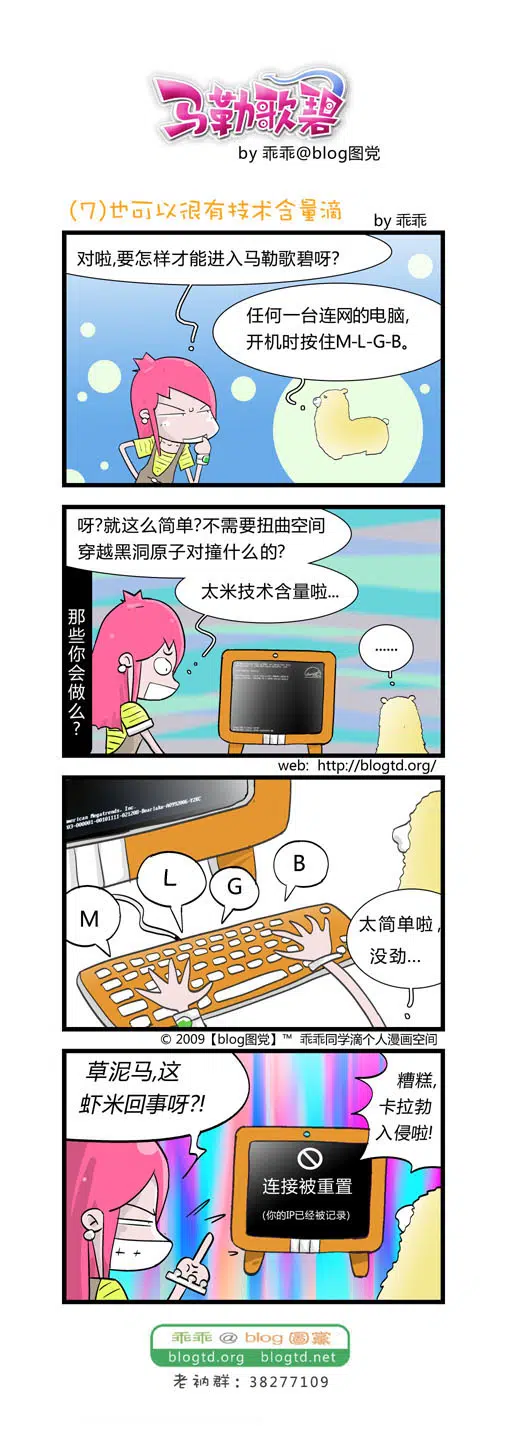 马勒歌碧
by 乖乖@blog图党
(7)也可以很有技术含量滴
by 乖乖
对啦,要怎样才能进入马勒歌碧呀?
任何一台连网的电脑,
开机时按住M-L-G-B。
呀?就这么简单?不需要扭曲空间
穿越黑洞原子对撞什么的?
太米技术含量啦...
那些你会做么?
......
web: http://blogtd.org/
merican Megatrends, Inc.
M
L
G
B
太简单啦,
没劲...
© 2009【blog图党】™ 乖乖同学滴个人漫画空间
草泥马,这
虾米回事呀?!
糟糕,
卡拉勃
入侵啦!
连接被重置
(你的IP已经被记录)
乖乖@blog圖黨
blogtd.org blogtd.net
老衲群: 38277109